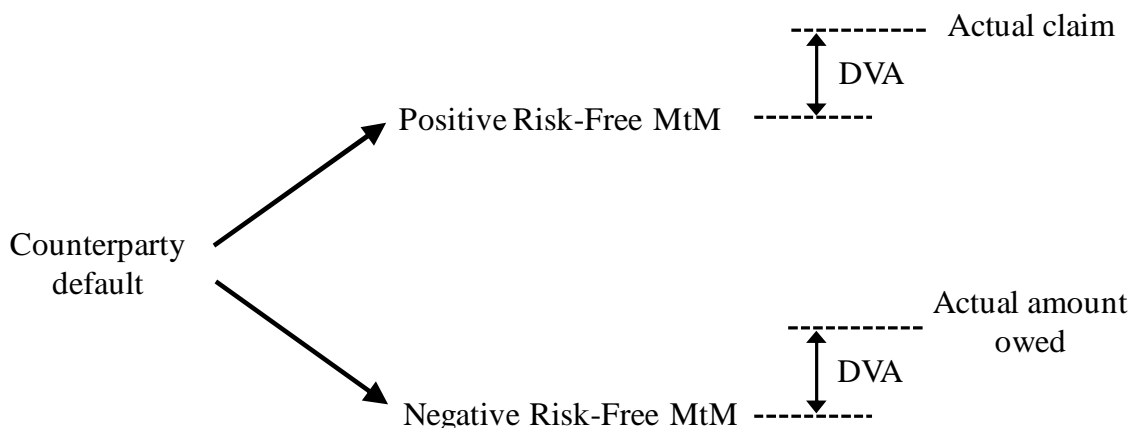 Actual claim
DVA
Positive Risk-Free MtM
Counterparty
default
Actual amount
owed
DVA
Negative Risk-Free MtM